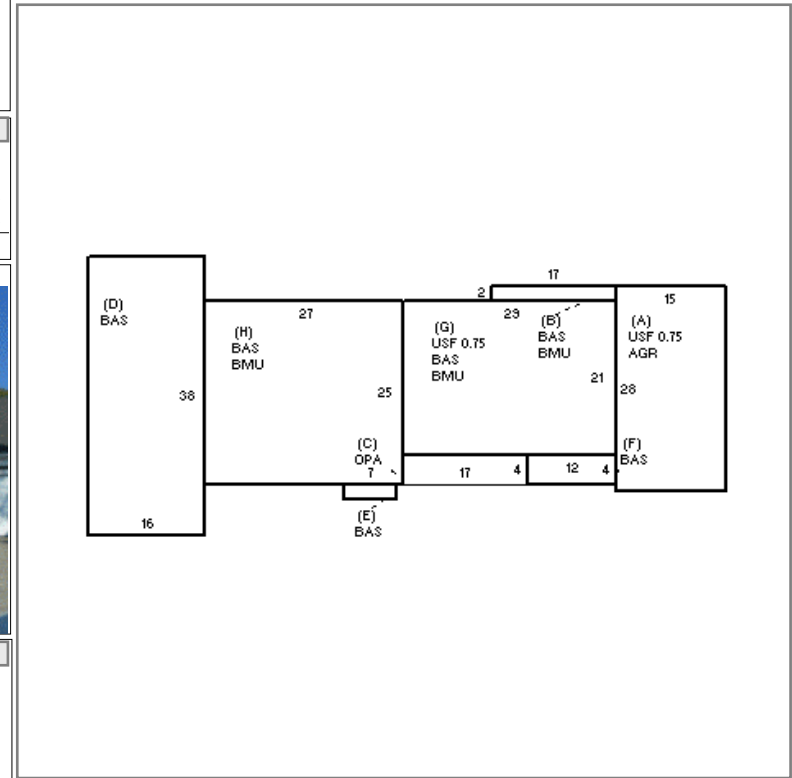 17
2
15
(D)
BAS
27
29
(H)
BAS
BMU
(G)
USF 0.75
BAS
BMU
(B)
BAS
BMU
(A)
USF 0.75
AGR
21
28
38
25
(C)
OPA
7
17
4
12
4
(F)
BAS
16
(E)
BAS